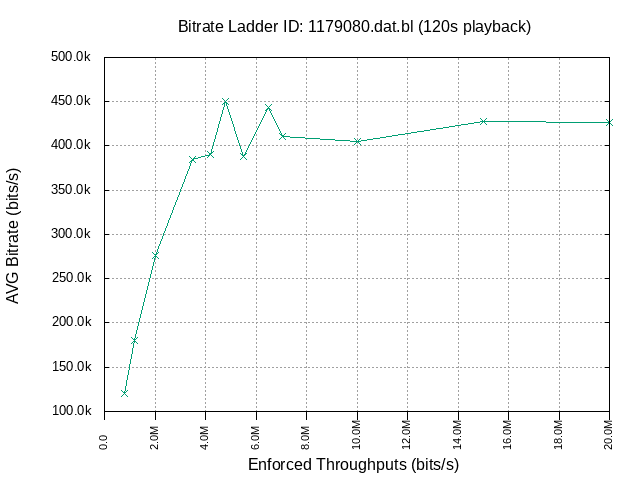 Bitrate Ladder ID: 1179080.dat.bl (120s playback)
500.0k
450.0k
400.0k
350.0k
300.0k
250.0k
200.0k
150.0k
100.0k
AVG Bitrate (bits/s)
0.0
2.0M
4.0M
6.0M
8.0M
10.0M
12.0M
14.0M
16.0M
18.0M
20.0M
Enforced Throughputs (bits/s)